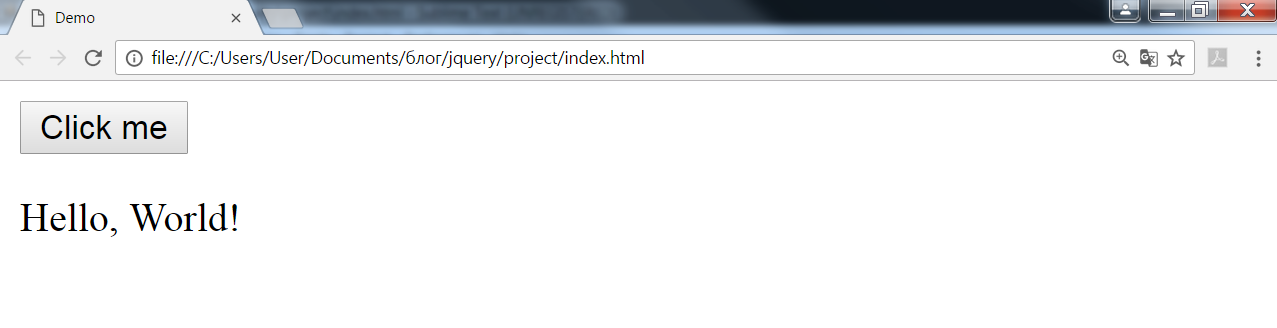 Demo
file:///C:/Users/User/Documents/блог/jquery/project/index.html
Click me
Hello, World!